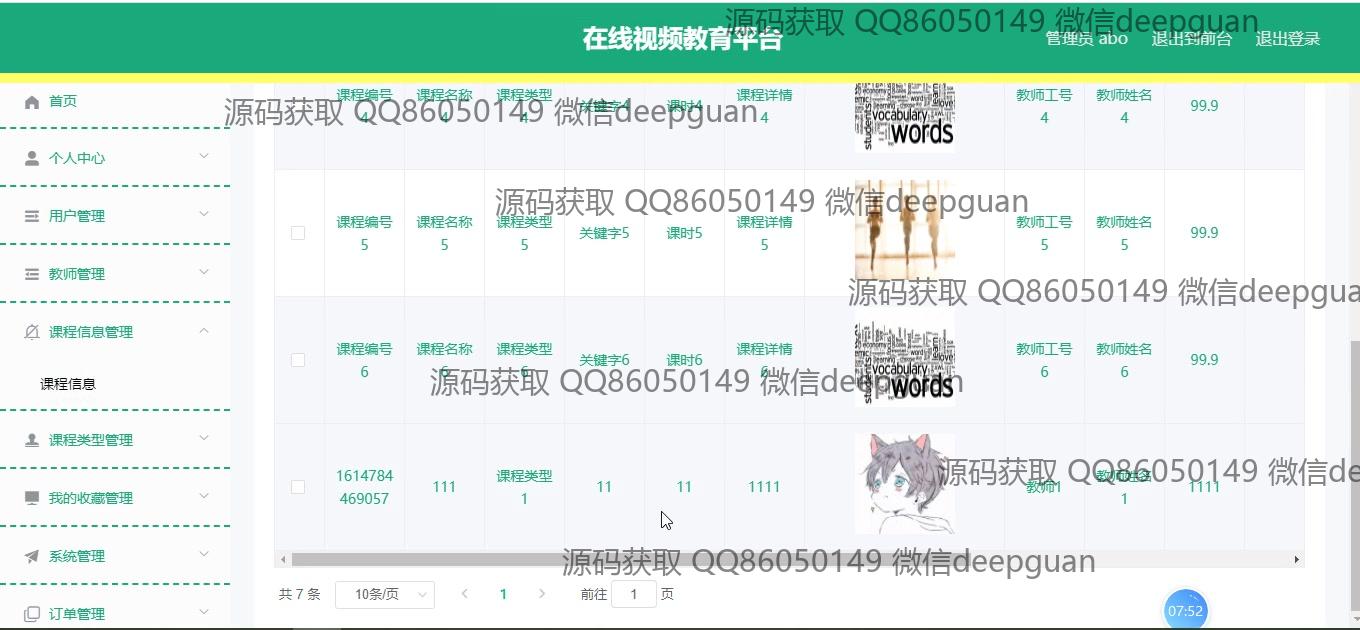 源码获取 QQ86050149 微信deepguan
在线视频教育平台
管理员 abo 退出到前台 退出登录
首页
个人中心
用户管理
教师管理
课程信息管理
课程信息
课程类型管理
我的收藏管理
系统管理
订单管理
源码获取 QQ86050149 微信deepguan
课程编号 课程名称 课程类型 关键字4 课时4 课程详情 教师工号 教师姓名 99.9
4 4 4 4 4 4
vocabulary
words
源码获取 QQ86050149 微信deepguan
课程编号 课程名称 课程类型 关键字5 课时5 课程详情 教师工号 教师姓名 99.9
5 5 5 5 5 5
源码获取 QQ86050149 微信deepgua
课程编号 课程名称 课程类型 关键字6 课时6 课程详情 教师工号 教师姓名 99.9
6 6 6 6 6 6
vocabulary
words
源码获取 QQ86050149 微信deepguan
源码获取 QQ86050149 微信de
1614784 111 课程类型 11 11 1111 教师1 教师姓名 1111
469057 1 1
源码获取 QQ86050149 微信deepguan
共 7 条 10条/页 1 前往 1 页
07:52